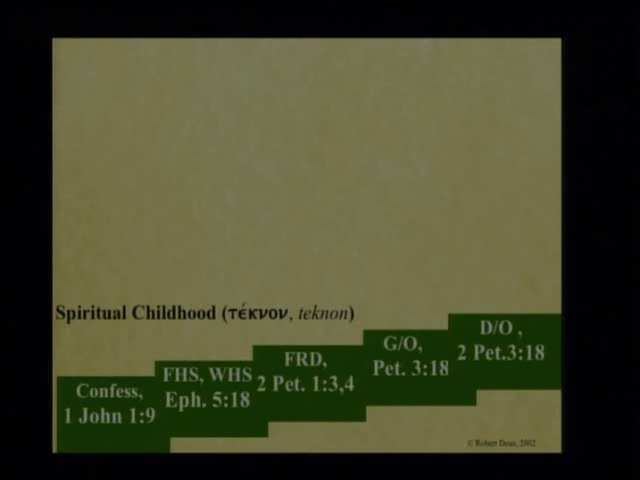 Spiritual Childhood (τέκνον, teknon)
Confess,
1 John 1:9
FHS, WHS
Eph. 5:18
FRD,
2 Pet. 1:3,4
G/O,
Pet. 3:18
D/O ,
2 Pet.3:18
© Robert Dean, 2002